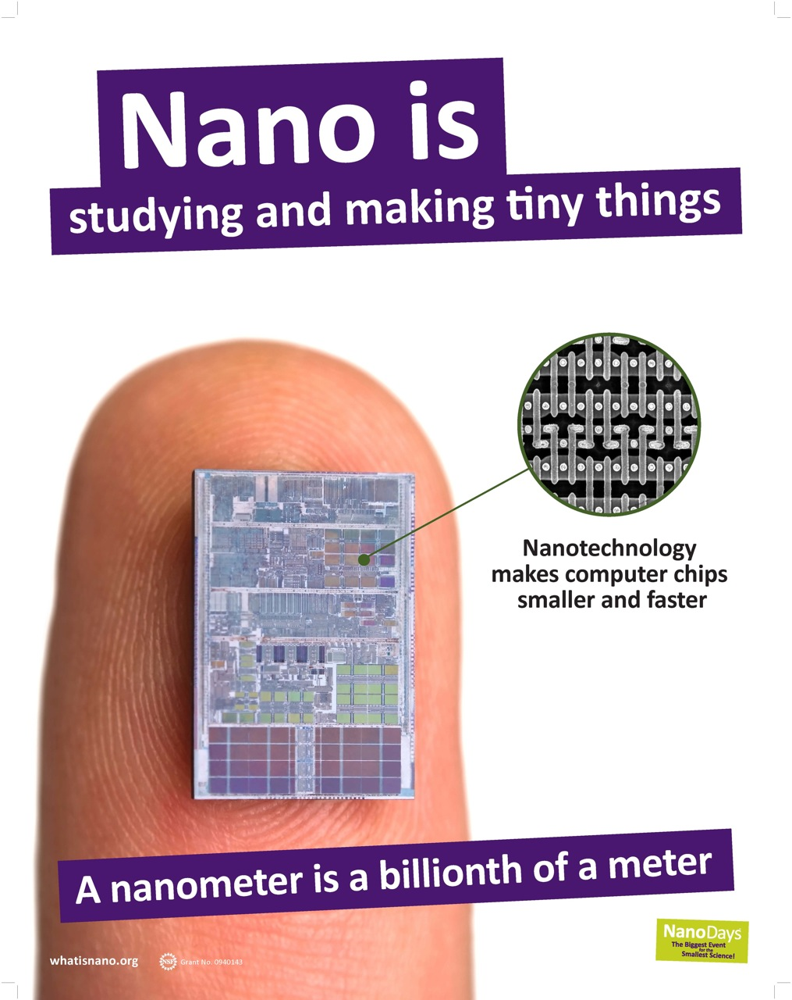 Nano is
studying and making tiny things
Nanotechnology
makes computer chips
smaller and faster
A nanometer is a billionth of a meter
whatisnano.org
NSF
Grant No. 0940143
NanoDays
The Biggest Event
for the
Smallest Science!